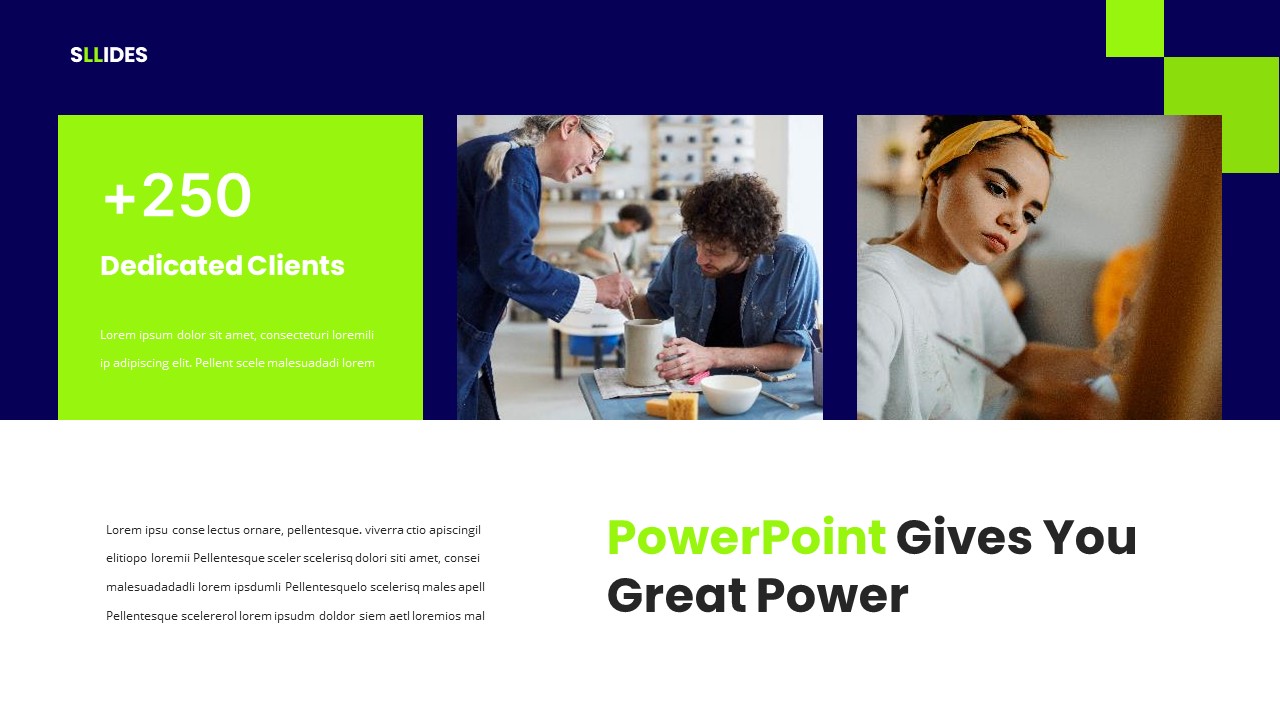 SLLIDES
+250
Dedicated Clients
Lorem ipsum dolor sit amet, consecteturi loremili
ip adipiscing elit. Pellent scele malesuadadi lorem
Lorem ipsu conse lectus ornare, pellentesque. viverra ctio apiscingil
elitiopo loremii Pellentesque sceler scelerisq dolori siti amet, consei
malesuadadadli lorem ipsdumli Pellentesquelo scelerisq males apell
Pellentesque scelererol lorem ipsudm doldor siem aetl loremios mal
PowerPoint Gives You
Great Power